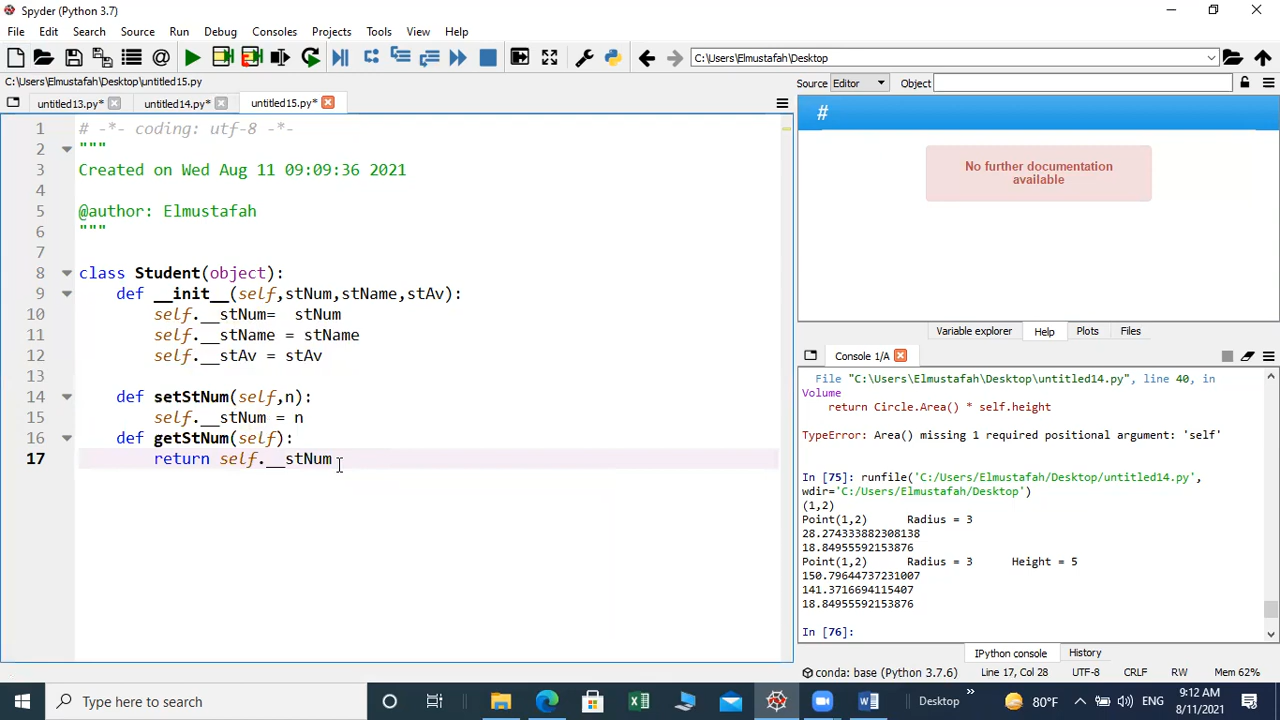 Spyder (Python 3.7)
File Edit Search Source Run Debug Consoles Projects Tools View Help
C:\Users\Elmustafah\Desktop
C:\Users\Elmustafah\Desktop\untitled15.py
untitled13.py*
untitled14.py*
untitled15.py*
1 # -*- coding: utf-8 -*-
2 """
3 Created on Wed Aug 11 09:09:36 2021
4
5 @author: Elmustafah
6 """
7
8 class Student(object):
9 def __init__(self,stNum,stName,stAv):
10 self.__stNum=  stNum
11 self.__stName = stName
12 self.__stAv = stAv
13
14 def setStNum(self,n):
15 self.__stNum = n
16 def getStNum(self):
17 return self.__stNum
Source Editor Object
#
No further documentation
available
Variable explorer Help Plots Files
Console 1/A
File "C:\Users\Elmustafah\Desktop\untitled14.py", line 40, in
Volume
return Circle.Area() * self.height
TypeError: Area() missing 1 required positional argument: 'self'
In [75]: runfile('C:/Users/Elmustafah/Desktop/untitled14.py',
wdir='C:/Users/Elmustafah/Desktop')
(1,2)
Point(1,2) Radius = 3
28.274333882308138
18.84955592153876
Point(1,2) Radius = 3 Height = 5
150.79644737231007
141.3716694115407
18.84955592153876
In [76]:
IPython console History
conda: base (Python 3.7.6) Line 17, Col 28 UTF-8 CRLF RW Mem 62%
Type here to search
Desktop
80°F
ENG
9:12 AM
8/11/2021